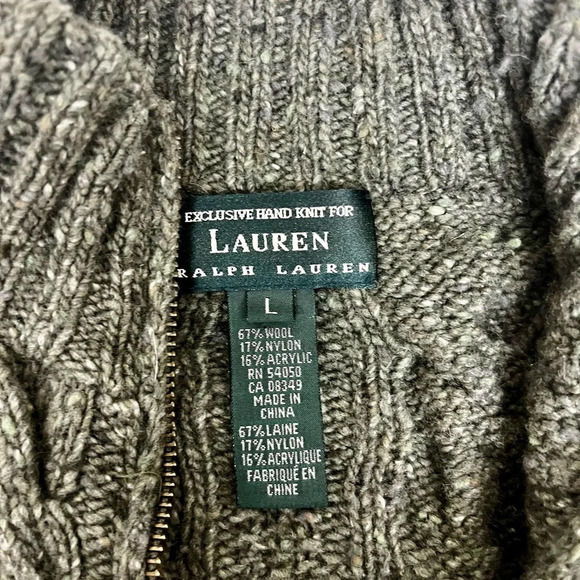 EXCLUSIVE HAND KNIT FOR
LAUREN
RALPH LAUREN
L
67% WOOL
17% NYLON
16% ACRYLIC
RN 54050
CA 08349
MADE IN
CHINA
67% LAINE
17% NYLON
16% ACRYLIQUE
FABRIQUÉ EN
CHINE